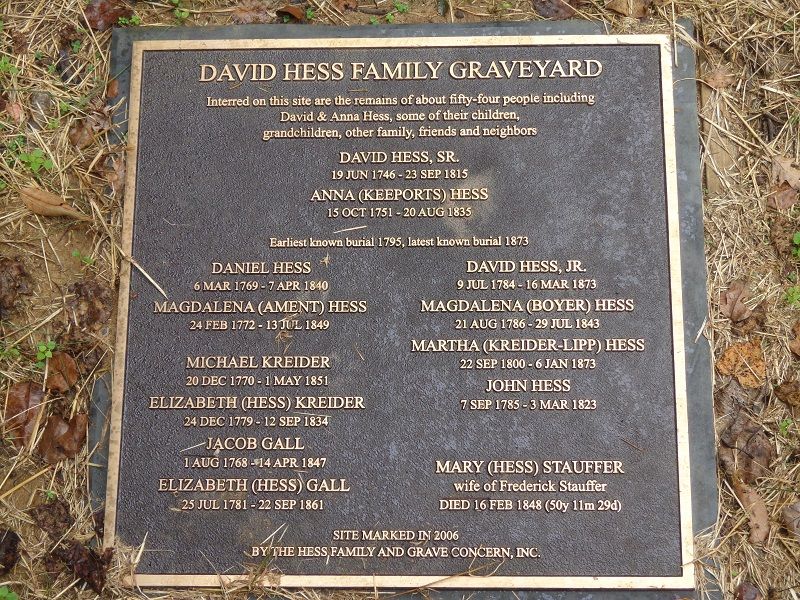 DAVID HESS FAMILY GRAVEYARD
Interred on this site are the remains of about fifty-four people including
David & Anna Hess, some of their children,
grandchildren, other family, friends and neighbors
DAVID HESS, SR.
19 JUN 1746 - 23 SEP 1815
ANNA (KEEPORTS) HESS
15 OCT 1751 - 20 AUG 1835
Earliest known burial 1795, latest known burial 1873
DANIEL HESS
6 MAR 1769 - 7 APR 1840
MAGDALENA (AMENT) HESS
24 FEB 1772 - 13 JUL 1849
MICHAEL KREIDER
20 DEC 1770 - 1 MAY 1851
ELIZABETH (HESS) KREIDER
24 DEC 1779 - 12 SEP 1834
JACOB GALL
1 AUG 1768 - 14 APR 1847
ELIZABETH (HESS) GALL
25 JUL 1781 - 22 SEP 1861
DAVID HESS, JR.
9 JUL 1784 - 16 MAR 1873
MAGDALENA (BOYER) HESS
21 AUG 1786 - 29 JUL 1843
MARTHA (KREIDER-LIPP) HESS
22 SEP 1800 - 6 JAN 1873
JOHN HESS
7 SEP 1785 - 3 MAR 1823
MARY (HESS) STAUFFER
wife of Frederick Stauffer
DIED 16 FEB 1848 (50y 11m 29d)
SITE MARKED IN 2006
BY THE HESS FAMILY AND GRAVE CONCERN, INC.